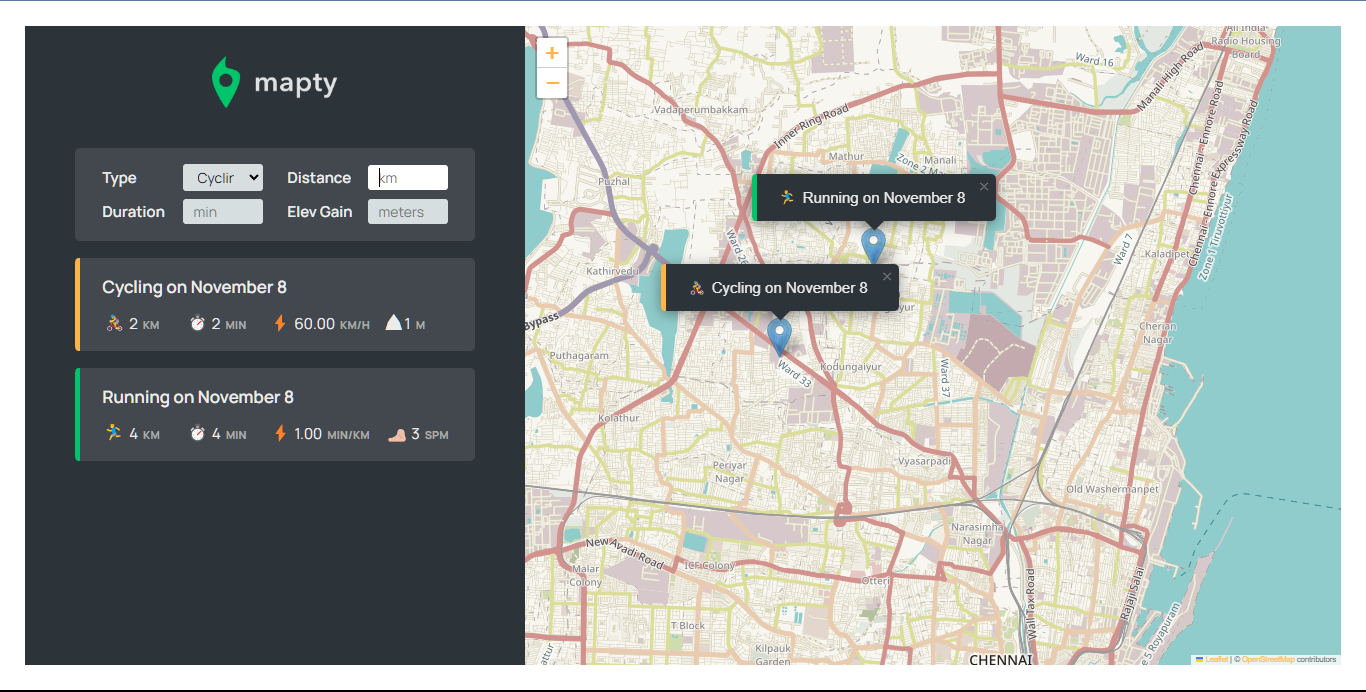 mapty
Type Cyclir Distance km
Duration min Elev Gain meters
Cycling on November 8
2 KM 2 MIN 60.00 KM/H 1 M
Running on November 8
4 KM 4 MIN 1.00 MIN/KM 3 SPM
+
−
All India
Radio Housing
Board
Ward 16
Manali High Road
Vadaperumbakkam
Inner Ring Road
Mathur
Zone 2 Manali
Chennai - Ennore Road
Chennai - Ennore Expressway Road
Puzhal
Running on November 8
×
Zone 1 Tiruvottiyur
Ward 7
Kaladipet
Ward 26
Kathirvedu
Cycling on November 8
×
yur
Bypass
Cherian
Nagar
Puthagaram
Ward 33
Kodungaiyur
Ward 37
Kolathur
Periyar
Nagar
Vyasarpadi
Old Washermanpet
Narasimha
Nagar
New Avadi Road
Malar
Colony
ICF Colony
Otteri
Wall Tax Road
Rajaji Salai
T Block
Kilpauk
Garden
attur
e 5 Royapuram
CHENNAI
Leaflet | © OpenStreetMap contributors